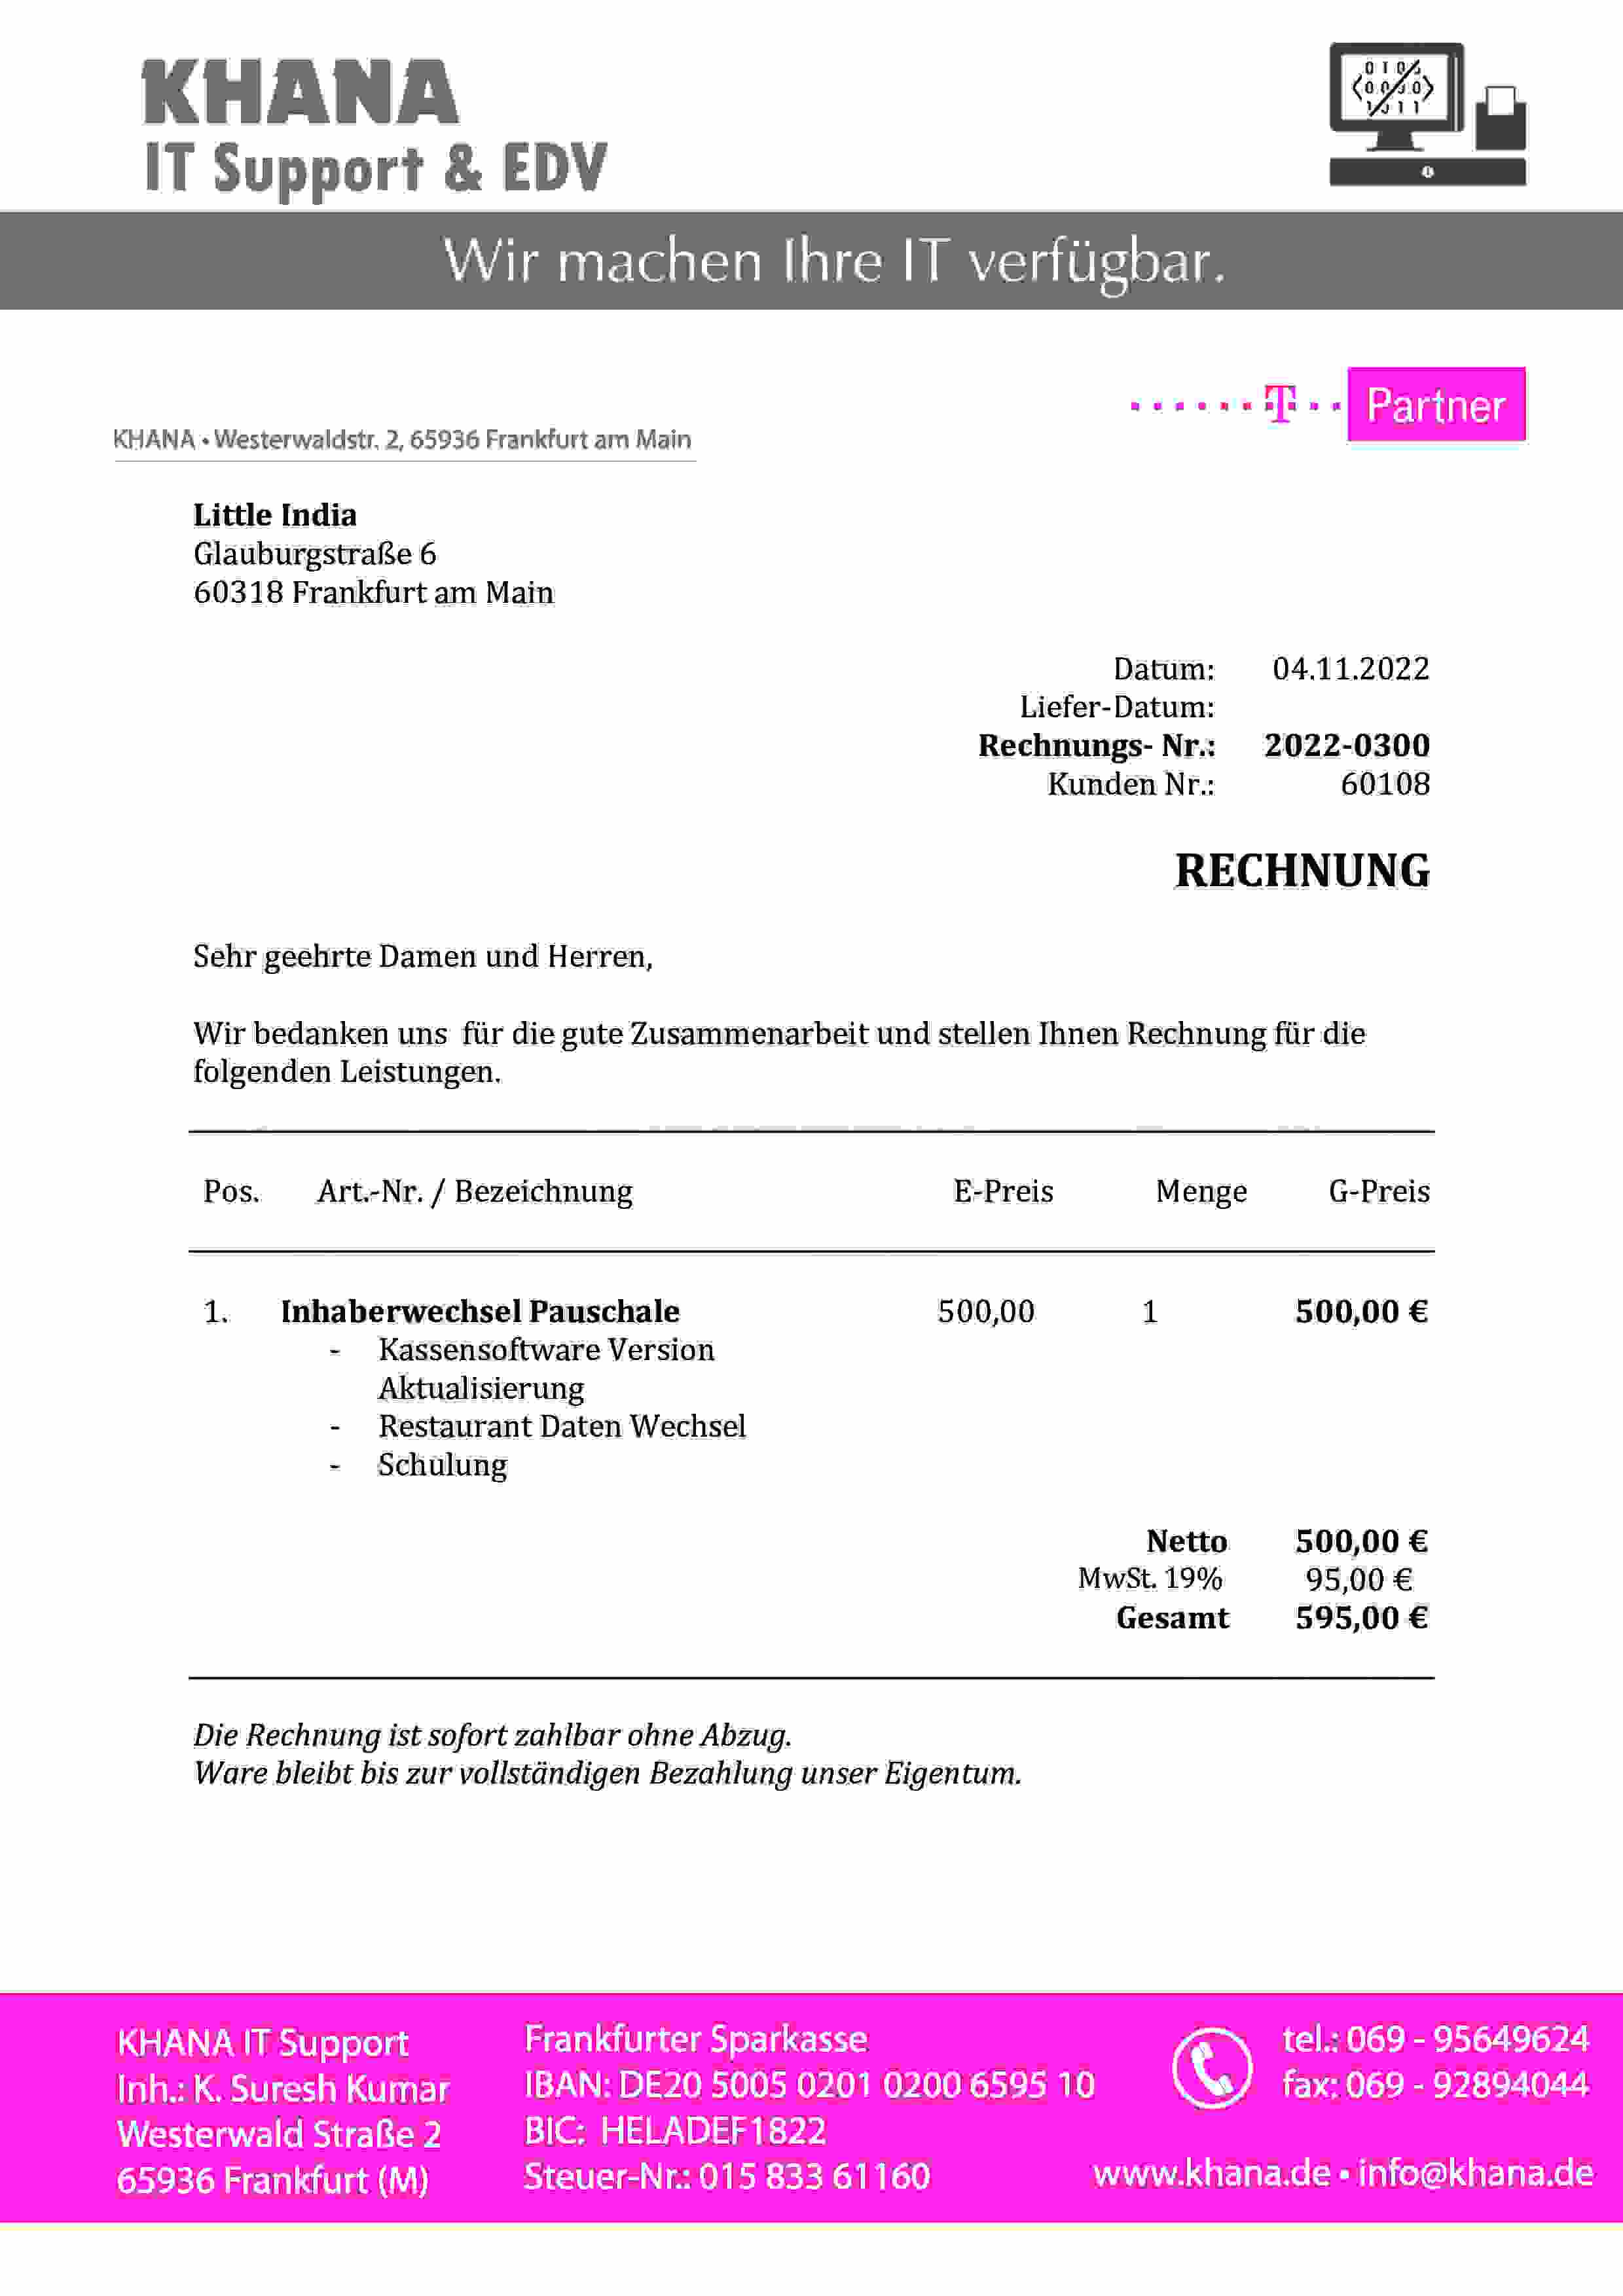 KHANA
IT Support & EDV
Wir machen Ihre IT verfügbar.
T Partner
KHANA • Westerwaldstr. 2, 65936 Frankfurt am Main
Little India
Glauburgstraße 6
60318 Frankfurt am Main
Datum: 04.11.2022
Liefer-Datum:
Rechnungs- Nr.: 2022-0300
Kunden Nr.: 60108
RECHNUNG
Sehr geehrte Damen und Herren,
Wir bedanken uns für die gute Zusammenarbeit und stellen Ihnen Rechnung für die
folgenden Leistungen.
Pos. Art.-Nr. / Bezeichnung E-Preis Menge G-Preis
1. Inhaberwechsel Pauschale 500,00 1 500,00 €
- Kassensoftware Version
Aktualisierung
- Restaurant Daten Wechsel
- Schulung
Netto 500,00 €
MwSt. 19% 95,00 €
Gesamt 595,00 €
Die Rechnung ist sofort zahlbar ohne Abzug.
Ware bleibt bis zur vollständigen Bezahlung unser Eigentum.
KHANA IT Support
Inh.: K. Suresh Kumar
Westerwald Straße 2
65936 Frankfurt (M)
Frankfurter Sparkasse
IBAN: DE20 5005 0201 0200 6595 10
BIC: HELADEF1822
Steuer-Nr.: 015 833 61160
tel.: 069 - 95649624
fax: 069 - 92894044
www.khana.de • info@khana.de